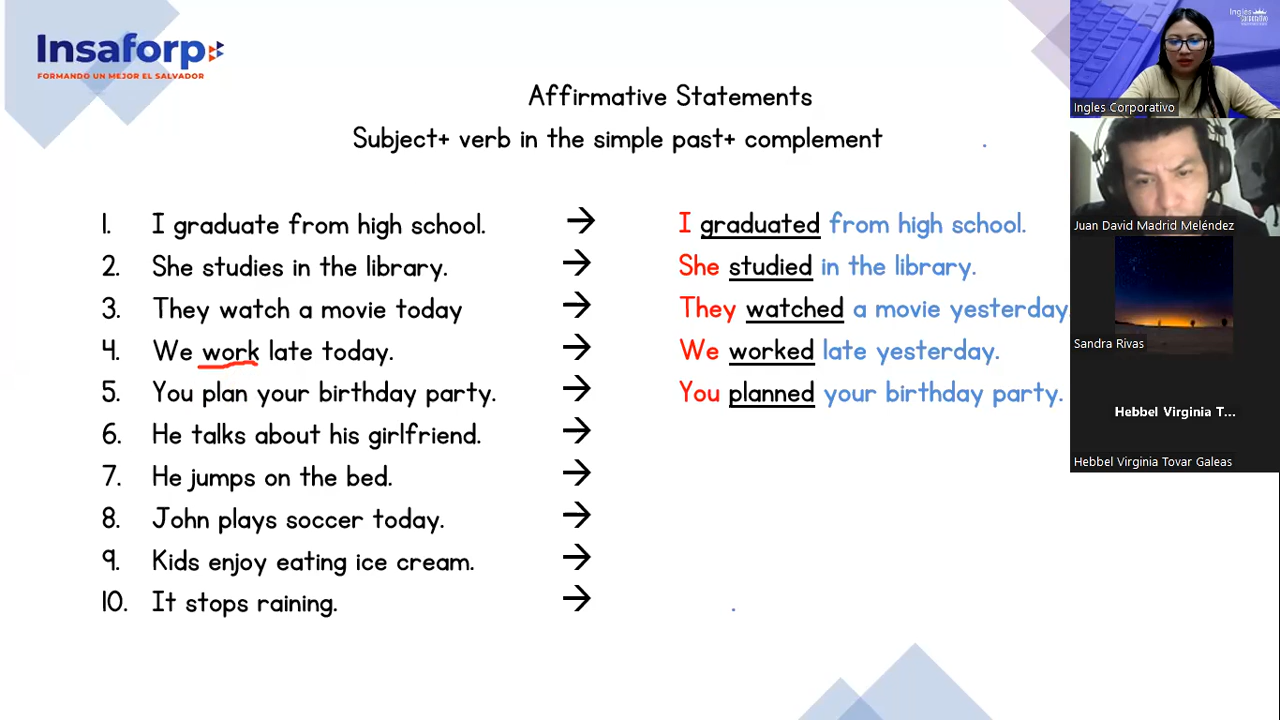 Insaforp
FORMANDO UN MEJOR EL SALVADOR
Affirmative Statements
Subject+ verb in the simple past+ complement
1. I graduate from high school. → I graduated from high school.
2. She studies in the library. → She studied in the library.
3. They watch a movie today → They watched a movie yesterday.
4. We work late today. → We worked late yesterday.
5. You plan your birthday party. → You planned your birthday party.
6. He talks about his girlfriend. →
7. He jumps on the bed. →
8. John plays soccer today. →
9. Kids enjoy eating ice cream. →
10. It stops raining. →
Ingles Corporativo
Ingles Corporativo
Juan David Madrid Meléndez
Sandra Rivas
Hebbel Virginia T...
Hebbel Virginia Tovar Galeas